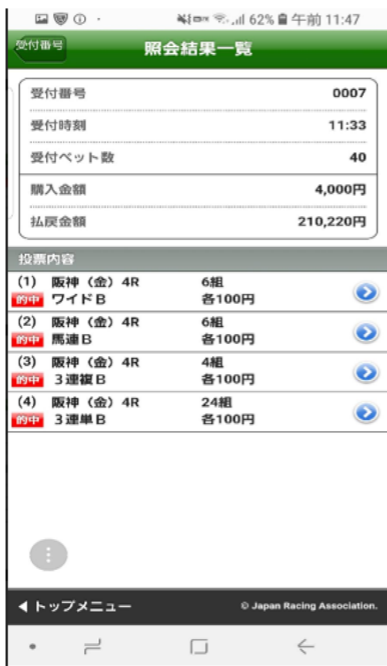 62% 午前 11:47
受付番号
照会結果一覧
受付番号 0007
受付時刻 11:33
受付ベット数 40
購入金額 4,000円
払戻金額 210,220円
投票内容
(1) 阪神（金）4R 6組
的中 ワイドB 各100円
(2) 阪神（金）4R 6組
的中 馬連B 各100円
(3) 阪神（金）4R 4組
的中 3連複B 各100円
(4) 阪神（金）4R 24組
的中 3連単B 各100円
◀トップメニュー © Japan Racing Association.